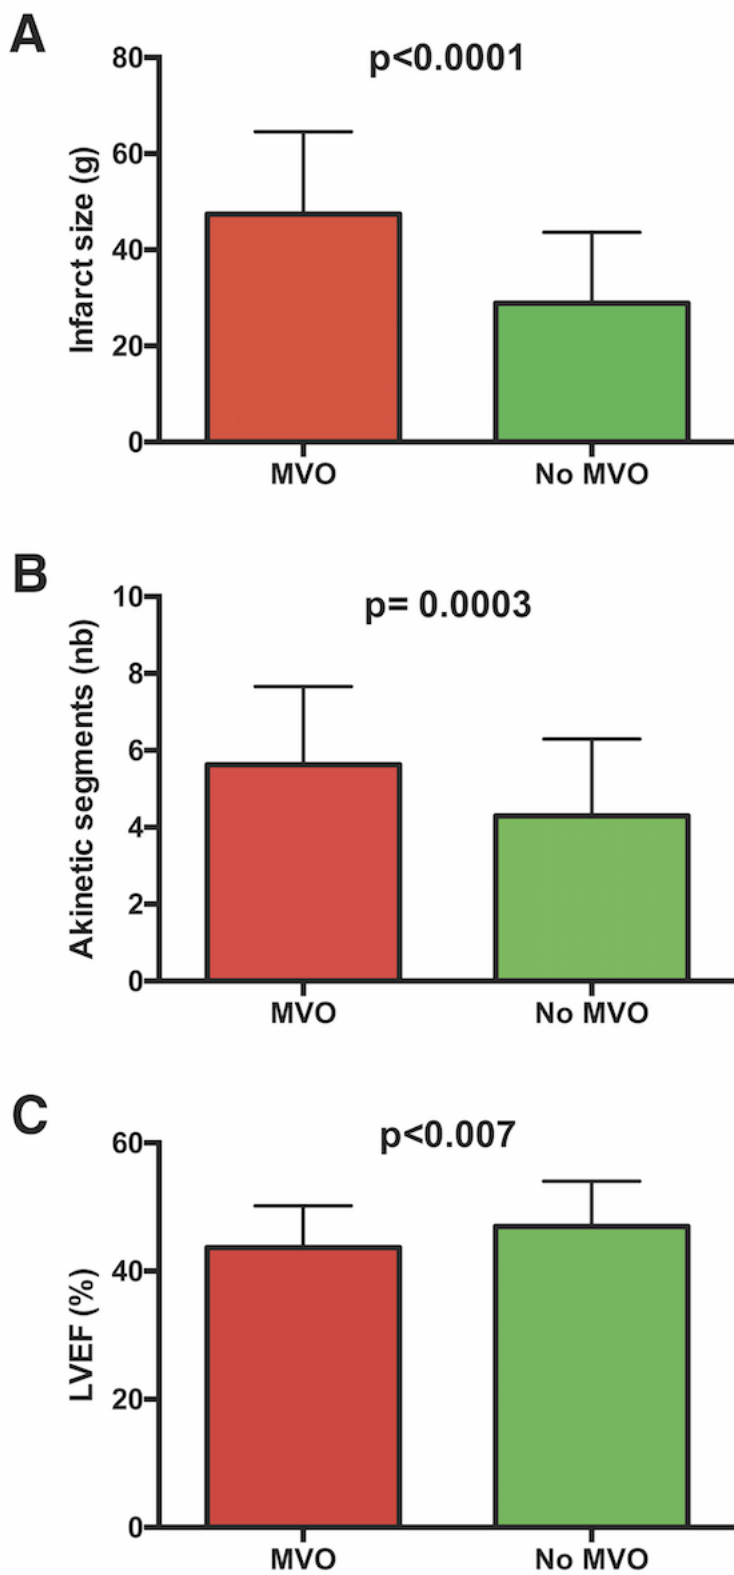 A
p<0.0001
Infarct size (g)
80
60
40
20
0
MVO No MVO
B
p= 0.0003
Akinetic segments (nb)
10
8
6
4
2
0
MVO No MVO
C
p<0.007
LVEF (%)
60
40
20
0
MVO No MVO